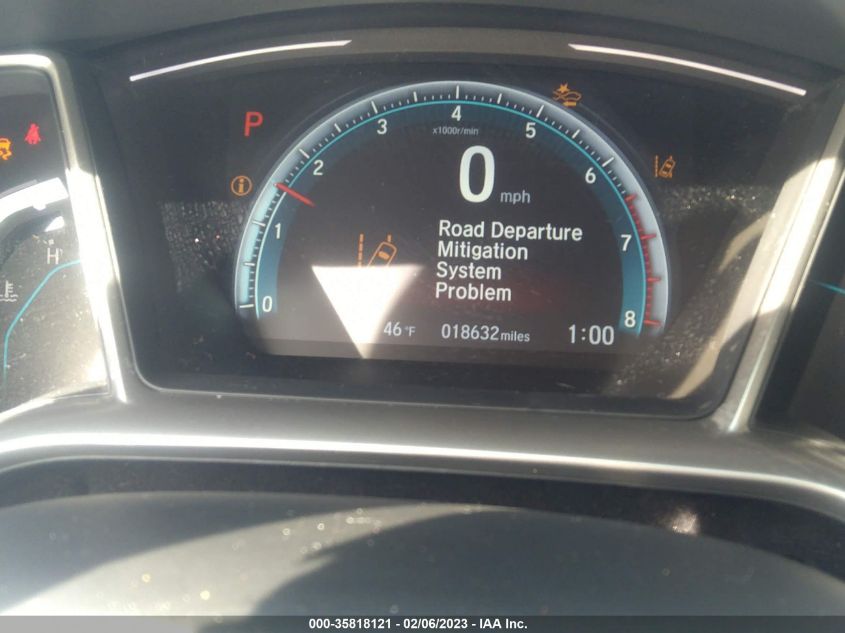 P
4
3
5
x1000r/min
2
6
0 mph
i
1
Road Departure
Mitigation
System
Problem
7
H
0
8
46 °F
018632 miles
1:00
000-35818121 - 02/06/2023 - IAA Inc.